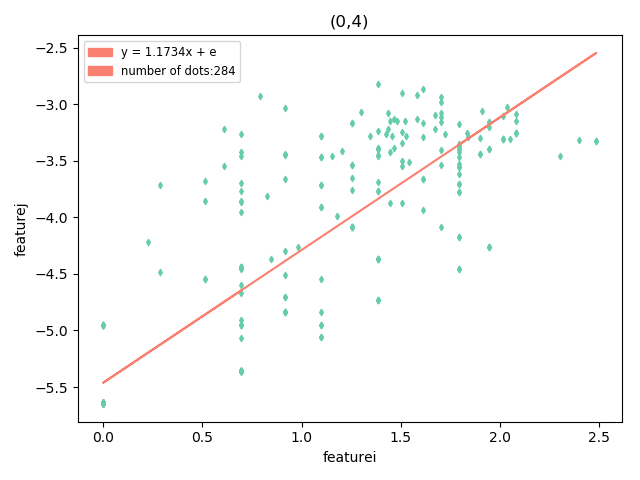 (0,4)
y = 1.1734x + e
number of dots:284
−2.5
−3.0
−3.5
−4.0
−4.5
−5.0
−5.5
featurej
0.0 0.5 1.0 1.5 2.0 2.5
featurei